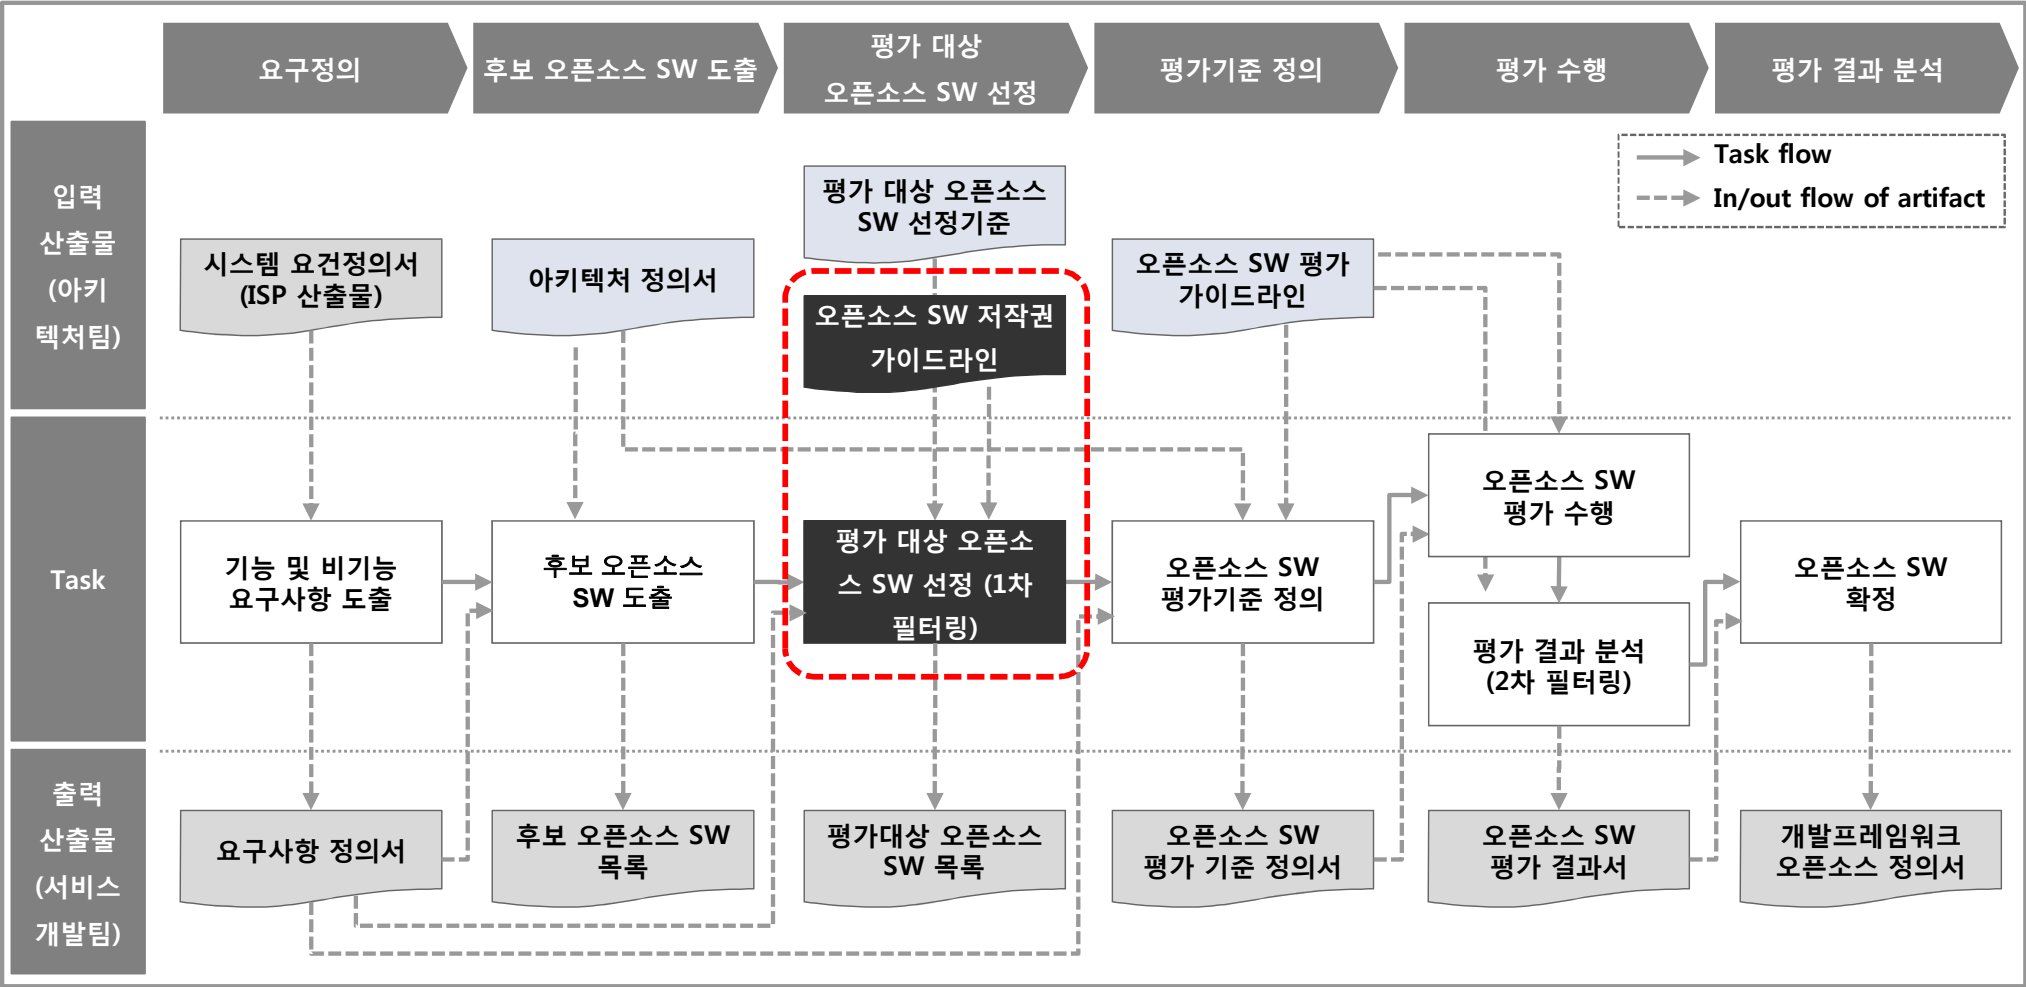 요구정의
후보 오픈소스 SW 도출
평가 대상
오픈소스 SW 선정
평가기준 정의
평가 수행
평가 결과 분석
Task flow
In/out flow of artifact
입력
산출물
(아키
텍처팀)
시스템 요건정의서
(ISP 산출물)
아키텍처 정의서
평가 대상 오픈소스
SW 선정기준
오픈소스 SW 저작권
가이드라인
오픈소스 SW 평가
가이드라인
Task
기능 및 비기능
요구사항 도출
후보 오픈소스
SW 도출
평가 대상 오픈소
스 SW 선정 (1차
필터링)
오픈소스 SW
평가기준 정의
오픈소스 SW
평가 수행
평가 결과 분석
(2차 필터링)
오픈소스 SW
확정
출력
산출물
(서비스
개발팀)
요구사항 정의서
후보 오픈소스 SW
목록
평가대상 오픈소스
SW 목록
오픈소스 SW
평가 기준 정의서
오픈소스 SW
평가 결과서
개발프레임워크
오픈소스 정의서